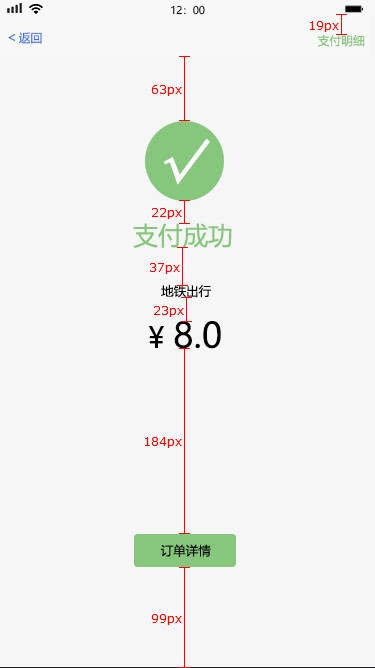 12：00
19px
< 返回
支付明细
63px
22px
支付成功
37px
地铁出行
23px
¥ 8.0
184px
订单详情
99px